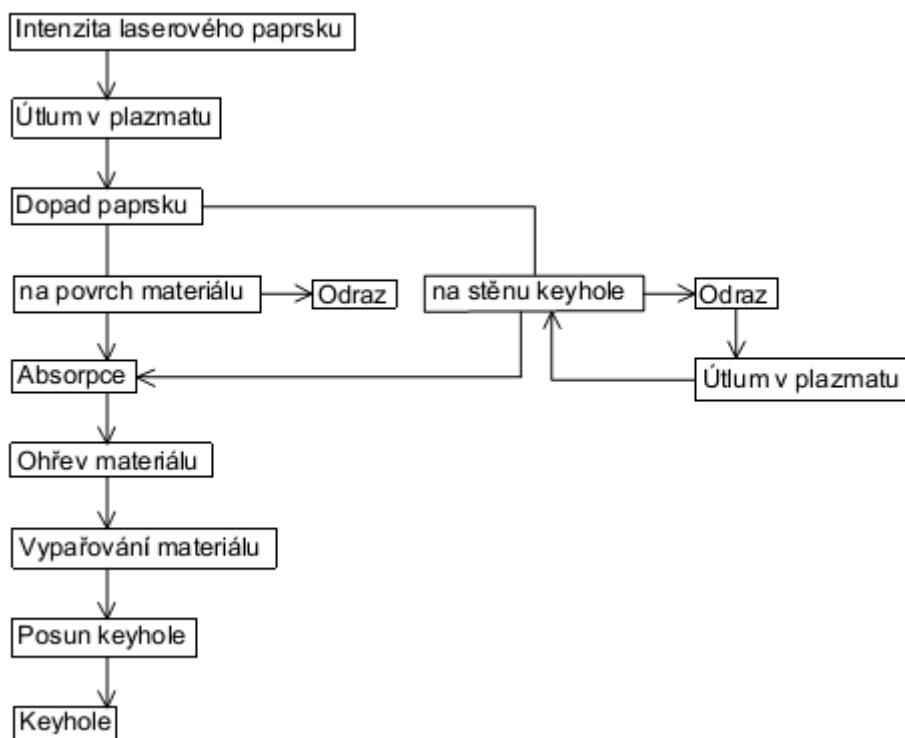 Intenzita laserového paprsku
Útlum v plazmatu
Dopad paprsku
na povrch materiálu
Odraz
na stěnu keyhole
Odraz
Absorpce
Útlum v plazmatu
Ohřev materiálu
Vypařování materiálu
Posun keyhole
Keyhole